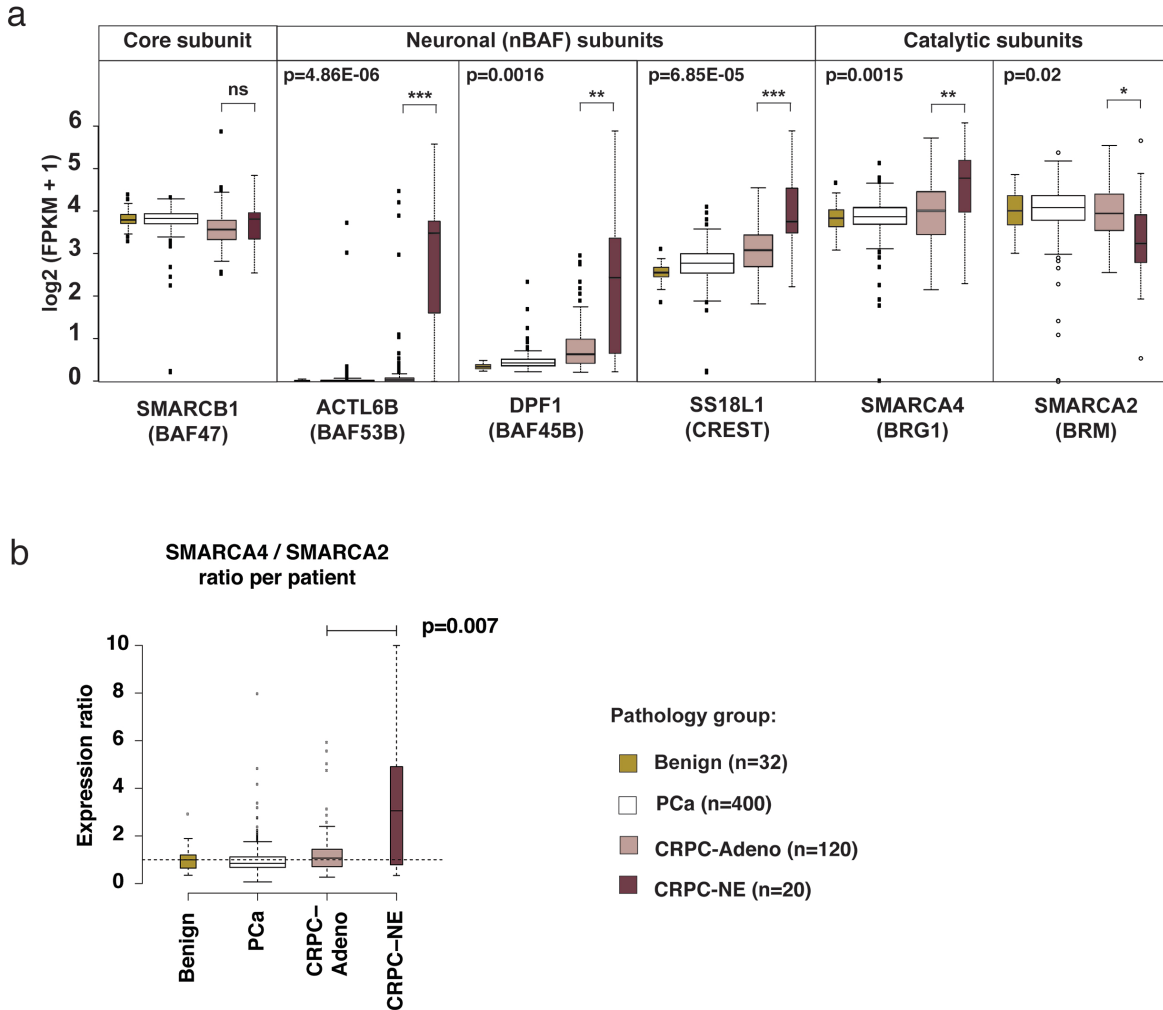 a
Core subunit
Neuronal (nBAF) subunits
Catalytic subunits
ns
p=4.86E-06
***
p=0.0016
**
p=6.85E-05
***
p=0.0015
**
p=0.02
*
log2 (FPKM + 1)
6
5
4
3
2
1
0
SMARCB1
(BAF47)
ACTL6B
(BAF53B)
DPF1
(BAF45B)
SS18L1
(CREST)
SMARCA4
(BRG1)
SMARCA2
(BRM)
b
SMARCA4 / SMARCA2
ratio per patient
p=0.007
Expression ratio
10
8
6
4
2
0
Benign
PCa
CRPC–
Adeno
CRPC–NE
Pathology group:
Benign (n=32)
PCa (n=400)
CRPC-Adeno (n=120)
CRPC-NE (n=20)